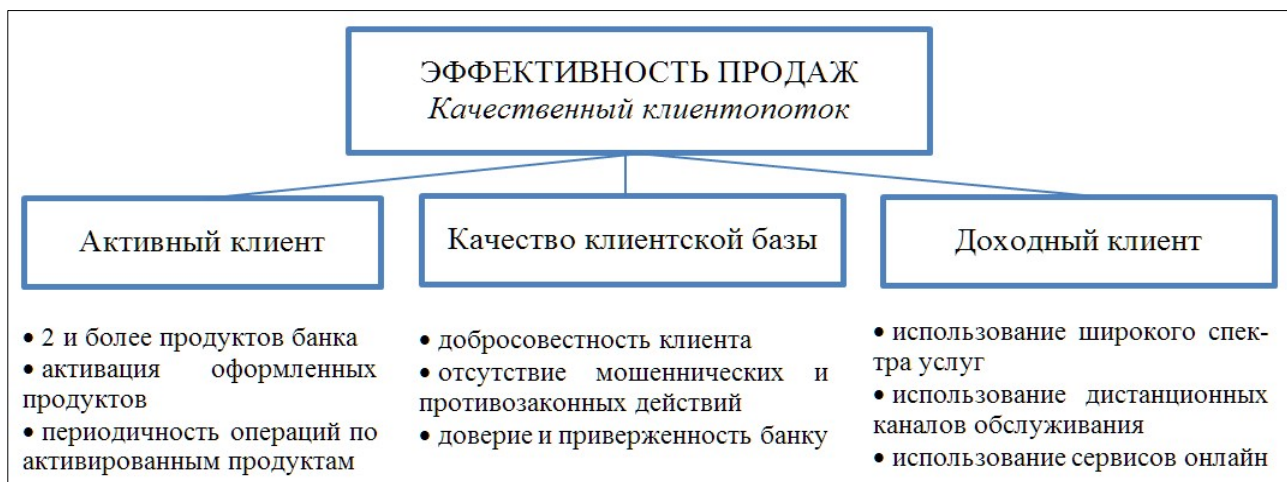 ЭФФЕКТИВНОСТЬ ПРОДАЖ
Качественный клиентопоток
Активный клиент
• 2 и более продуктов банка
• активация оформленных
продуктов
• периодичность операций по
активированным продуктам
Качество клиентской базы
• добросовестность клиента
• отсутствие мошеннических и
противозаконных действий
• доверие и приверженность банку
Доходный клиент
• использование широкого спек-
тра услуг
• использование дистанционных
каналов обслуживания
• использование сервисов онлайн